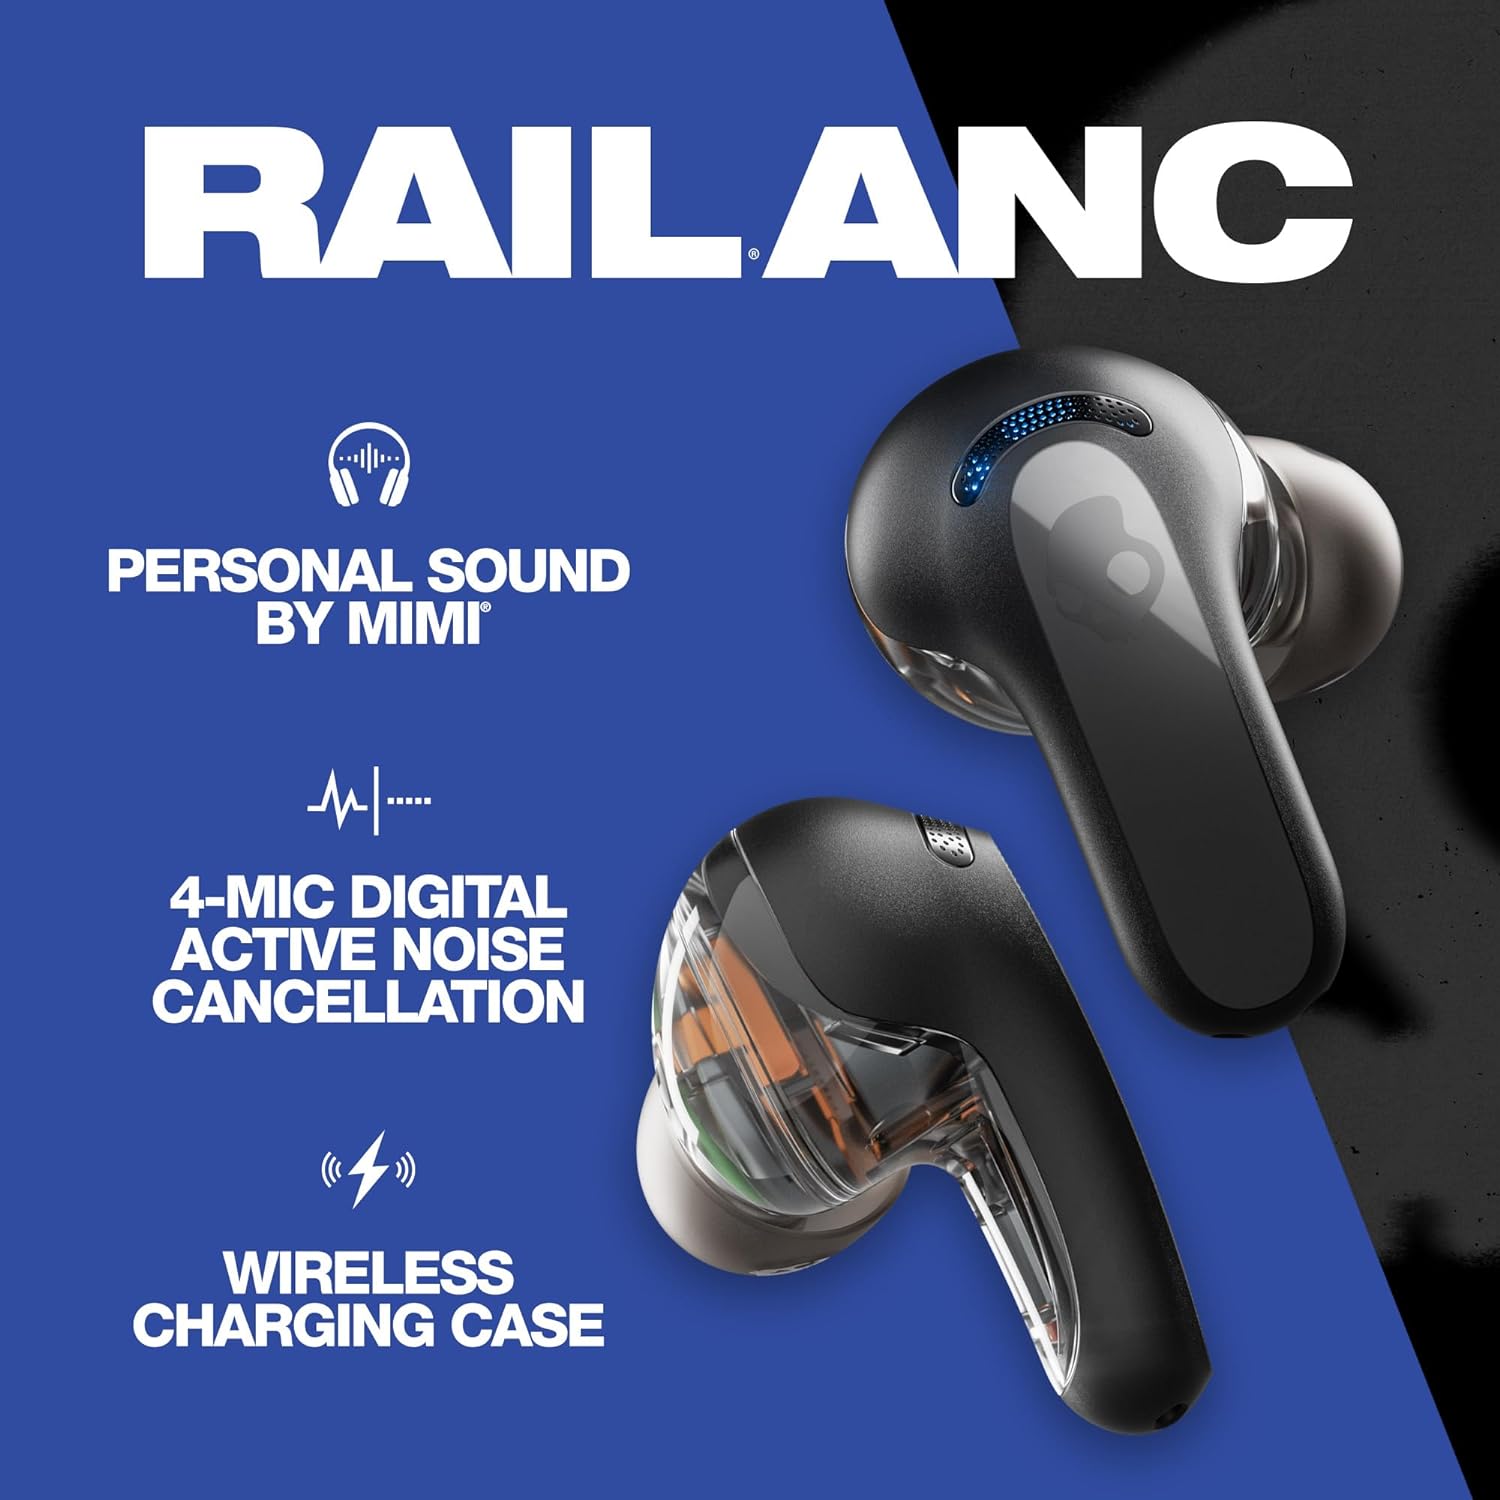 RAIL® ANC
PERSONAL SOUND
BY MIMI®
4-MIC DIGITAL
ACTIVE NOISE
CANCELLATION
WIRELESS
CHARGING CASE